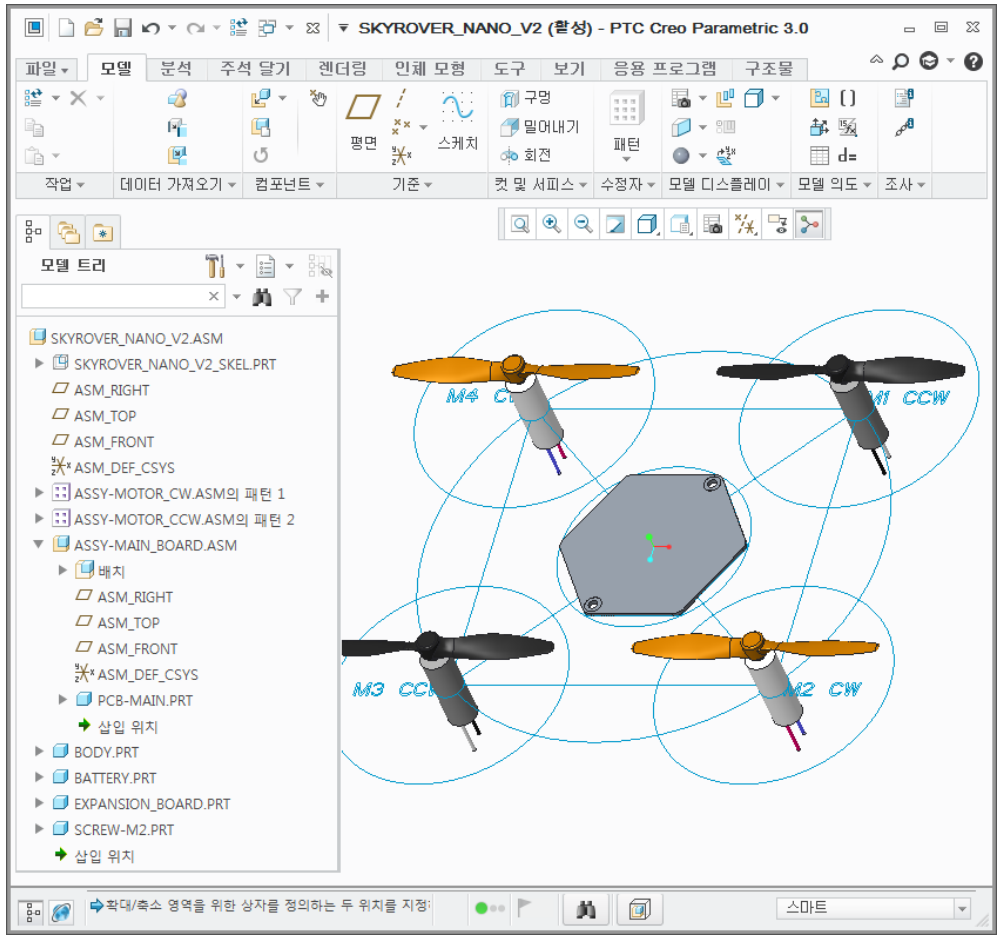 SKYROVER_NANO_V2 (활성) - PTC Creo Parametric 3.0
파일 모델 분석 주석 달기 렌더링 인체 모형 도구 보기 응용 프로그램 구조물
평면 스케치 구멍 밀어내기 회전 패턴 d=
작업 데이터 가져오기 컴포넌트 기준 컷 및 서피스 수정자 모델 디스플레이 모델 의도 조사
모델 트리
SKYROVER_NANO_V2.ASM
SKYROVER_NANO_V2_SKEL.PRT
ASM_RIGHT
ASM_TOP
ASM_FRONT
ASM_DEF_CSYS
ASSY-MOTOR_CW.ASM의 패턴 1
ASSY-MOTOR_CCW.ASM의 패턴 2
ASSY-MAIN_BOARD.ASM
배치
ASM_RIGHT
ASM_TOP
ASM_FRONT
ASM_DEF_CSYS
PCB-MAIN.PRT
삽입 위치
BODY.PRT
BATTERY.PRT
EXPANSION_BOARD.PRT
SCREW-M2.PRT
삽입 위치
M4 C
M1 CCW
M3 CC
M2 CW
확대/축소 영역을 위한 상자를 정의하는 두 위치를 지정
스마트